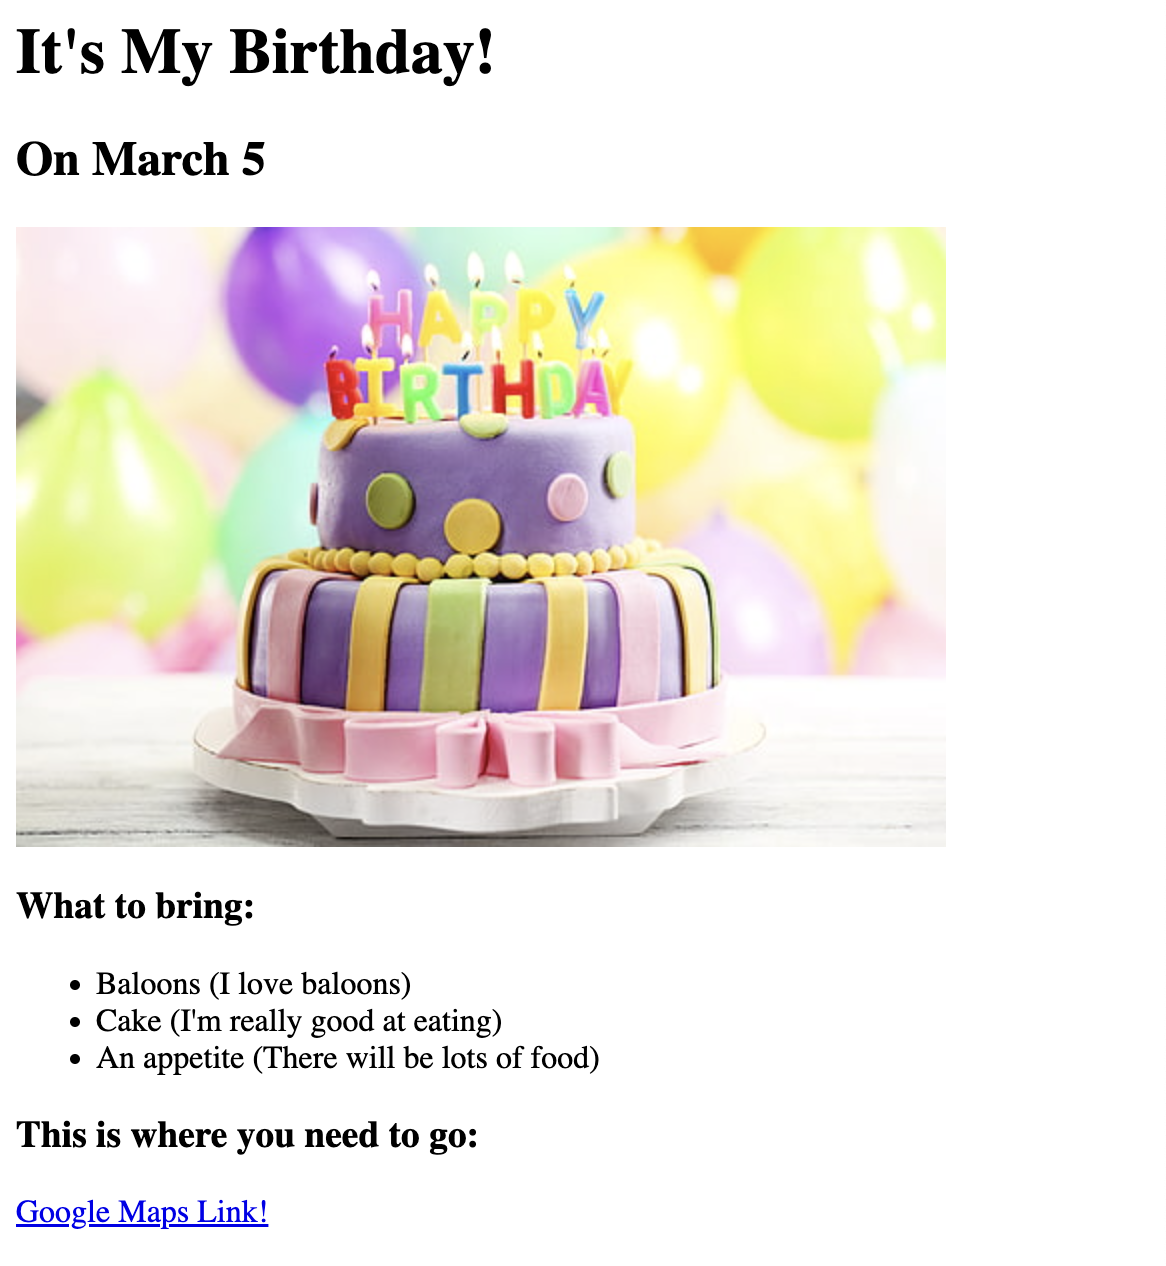 It's My Birthday!
On March 5
HAPPY
BIRTHDAY
What to bring:
Baloons (I love baloons)
Cake (I'm really good at eating)
An appetite (There will be lots of food)
This is where you need to go:
Google Maps Link!